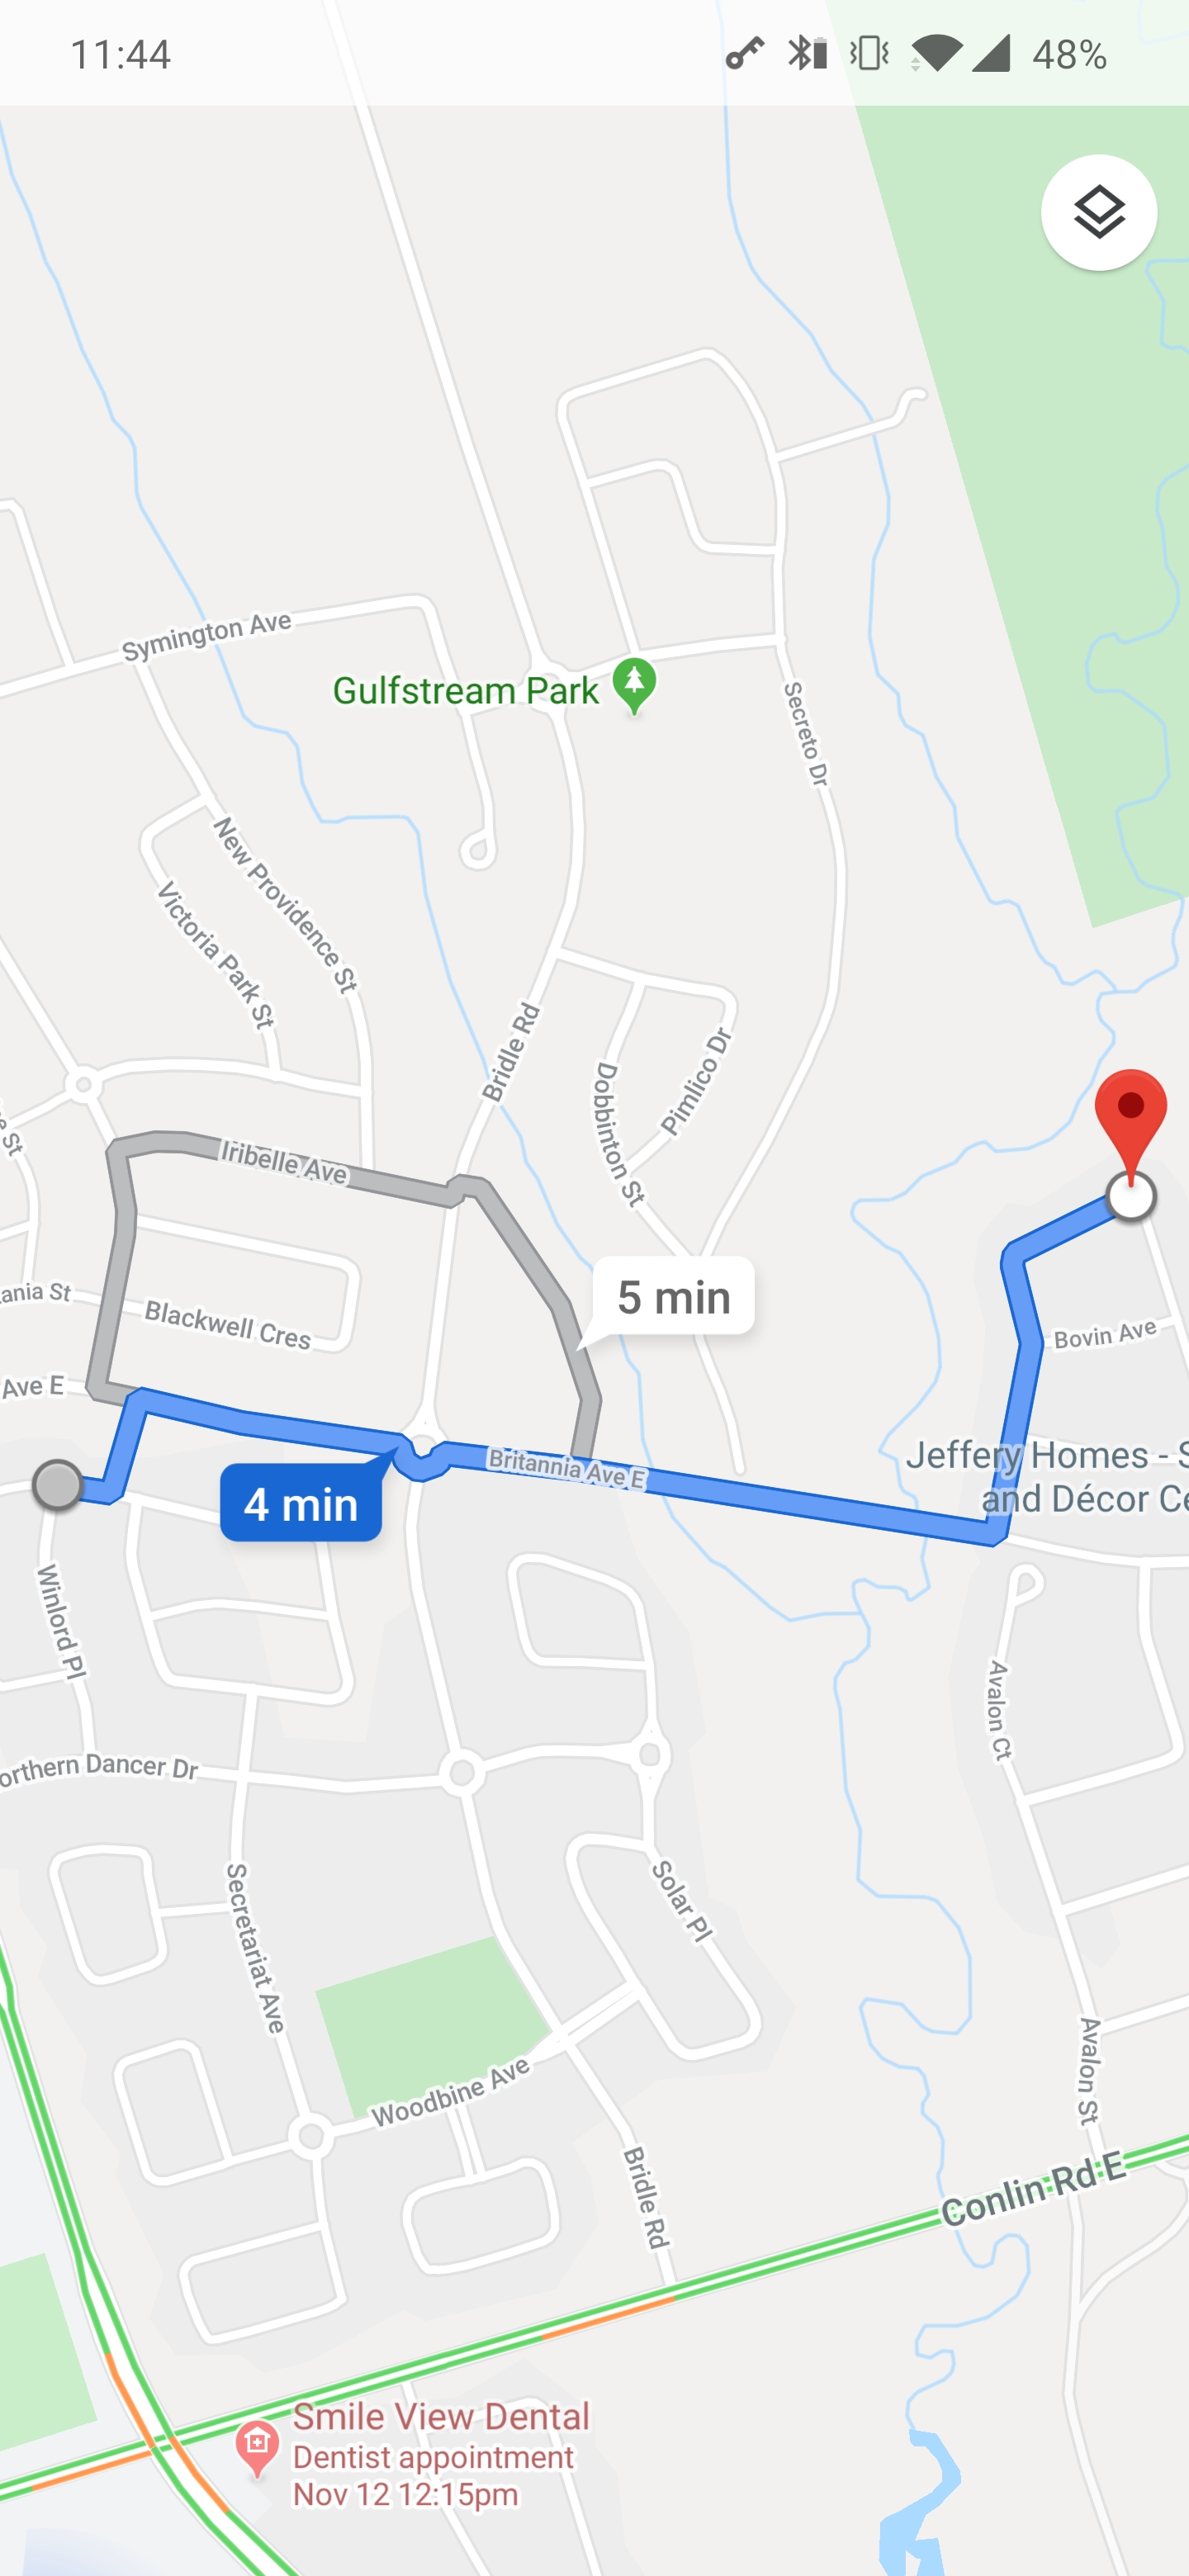 11:44
48%
Symington Ave
Gulfstream Park
Secreto Dr
New Providence St
Victoria Park St
Bridle Rd
Pimlico Dr
Dobbinton St
St
Iribelle Ave
5 min
ania St
Blackwell Cres
Bovin Ave
Ave E
Jeffery Homes - S
and Décor Ce
Britannia Ave E
4 min
Winlord Pl
Avalon Ct
orthern Dancer Dr
Solar Pl
Secretariat Ave
Avalon St
Woodbine Ave
Bridle Rd
Conlin Rd E
Smile View Dental
Dentist appointment
Nov 12 12:15pm